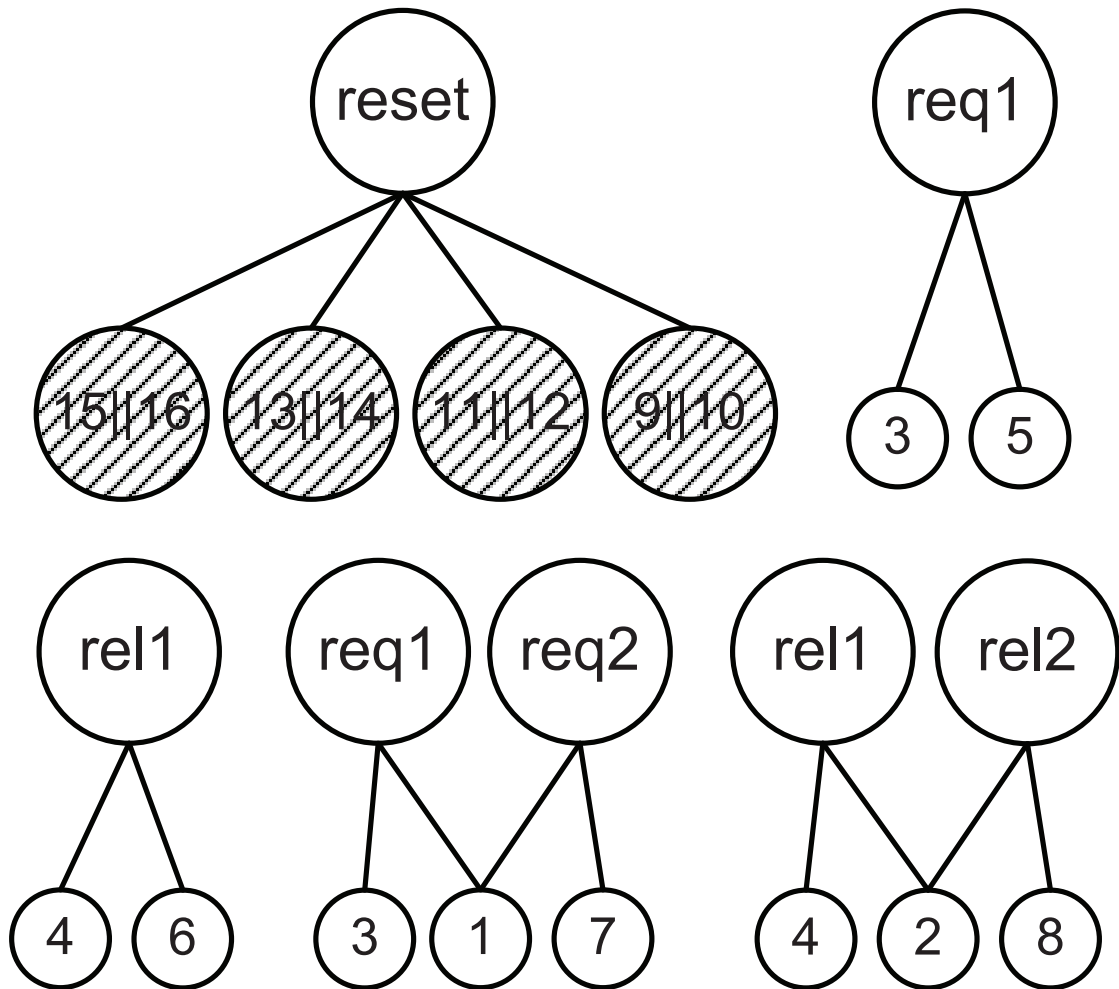 reset req1
15||16 13||14 11||12 9||10 3 5
rel1 req1 req2 rel1 rel2
4 6 3 1 7 4 2 8